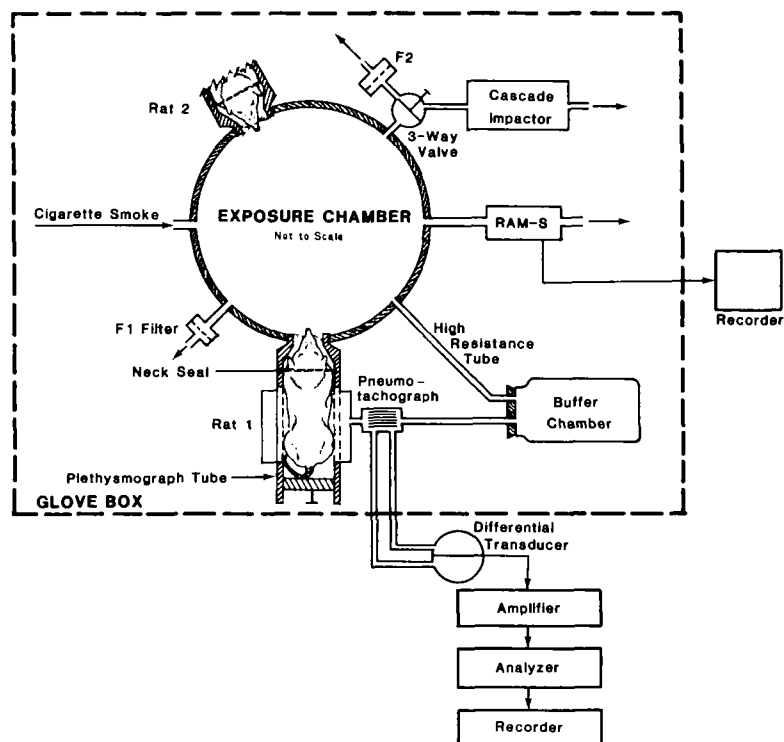 F2
Cascade
Impactor
Rat 2
3-Way
Valve
Cigarette Smoke
EXPOSURE CHAMBER
Not to Scale
RAM-S
Recorder
F1 Filter
High
Resistance
Tube
Neck Seal
Pneumo-
tachograph
Rat 1
Buffer
Chamber
Plethysmograph Tube
GLOVE BOX
Differential
Transducer
Amplifier
Analyzer
Recorder